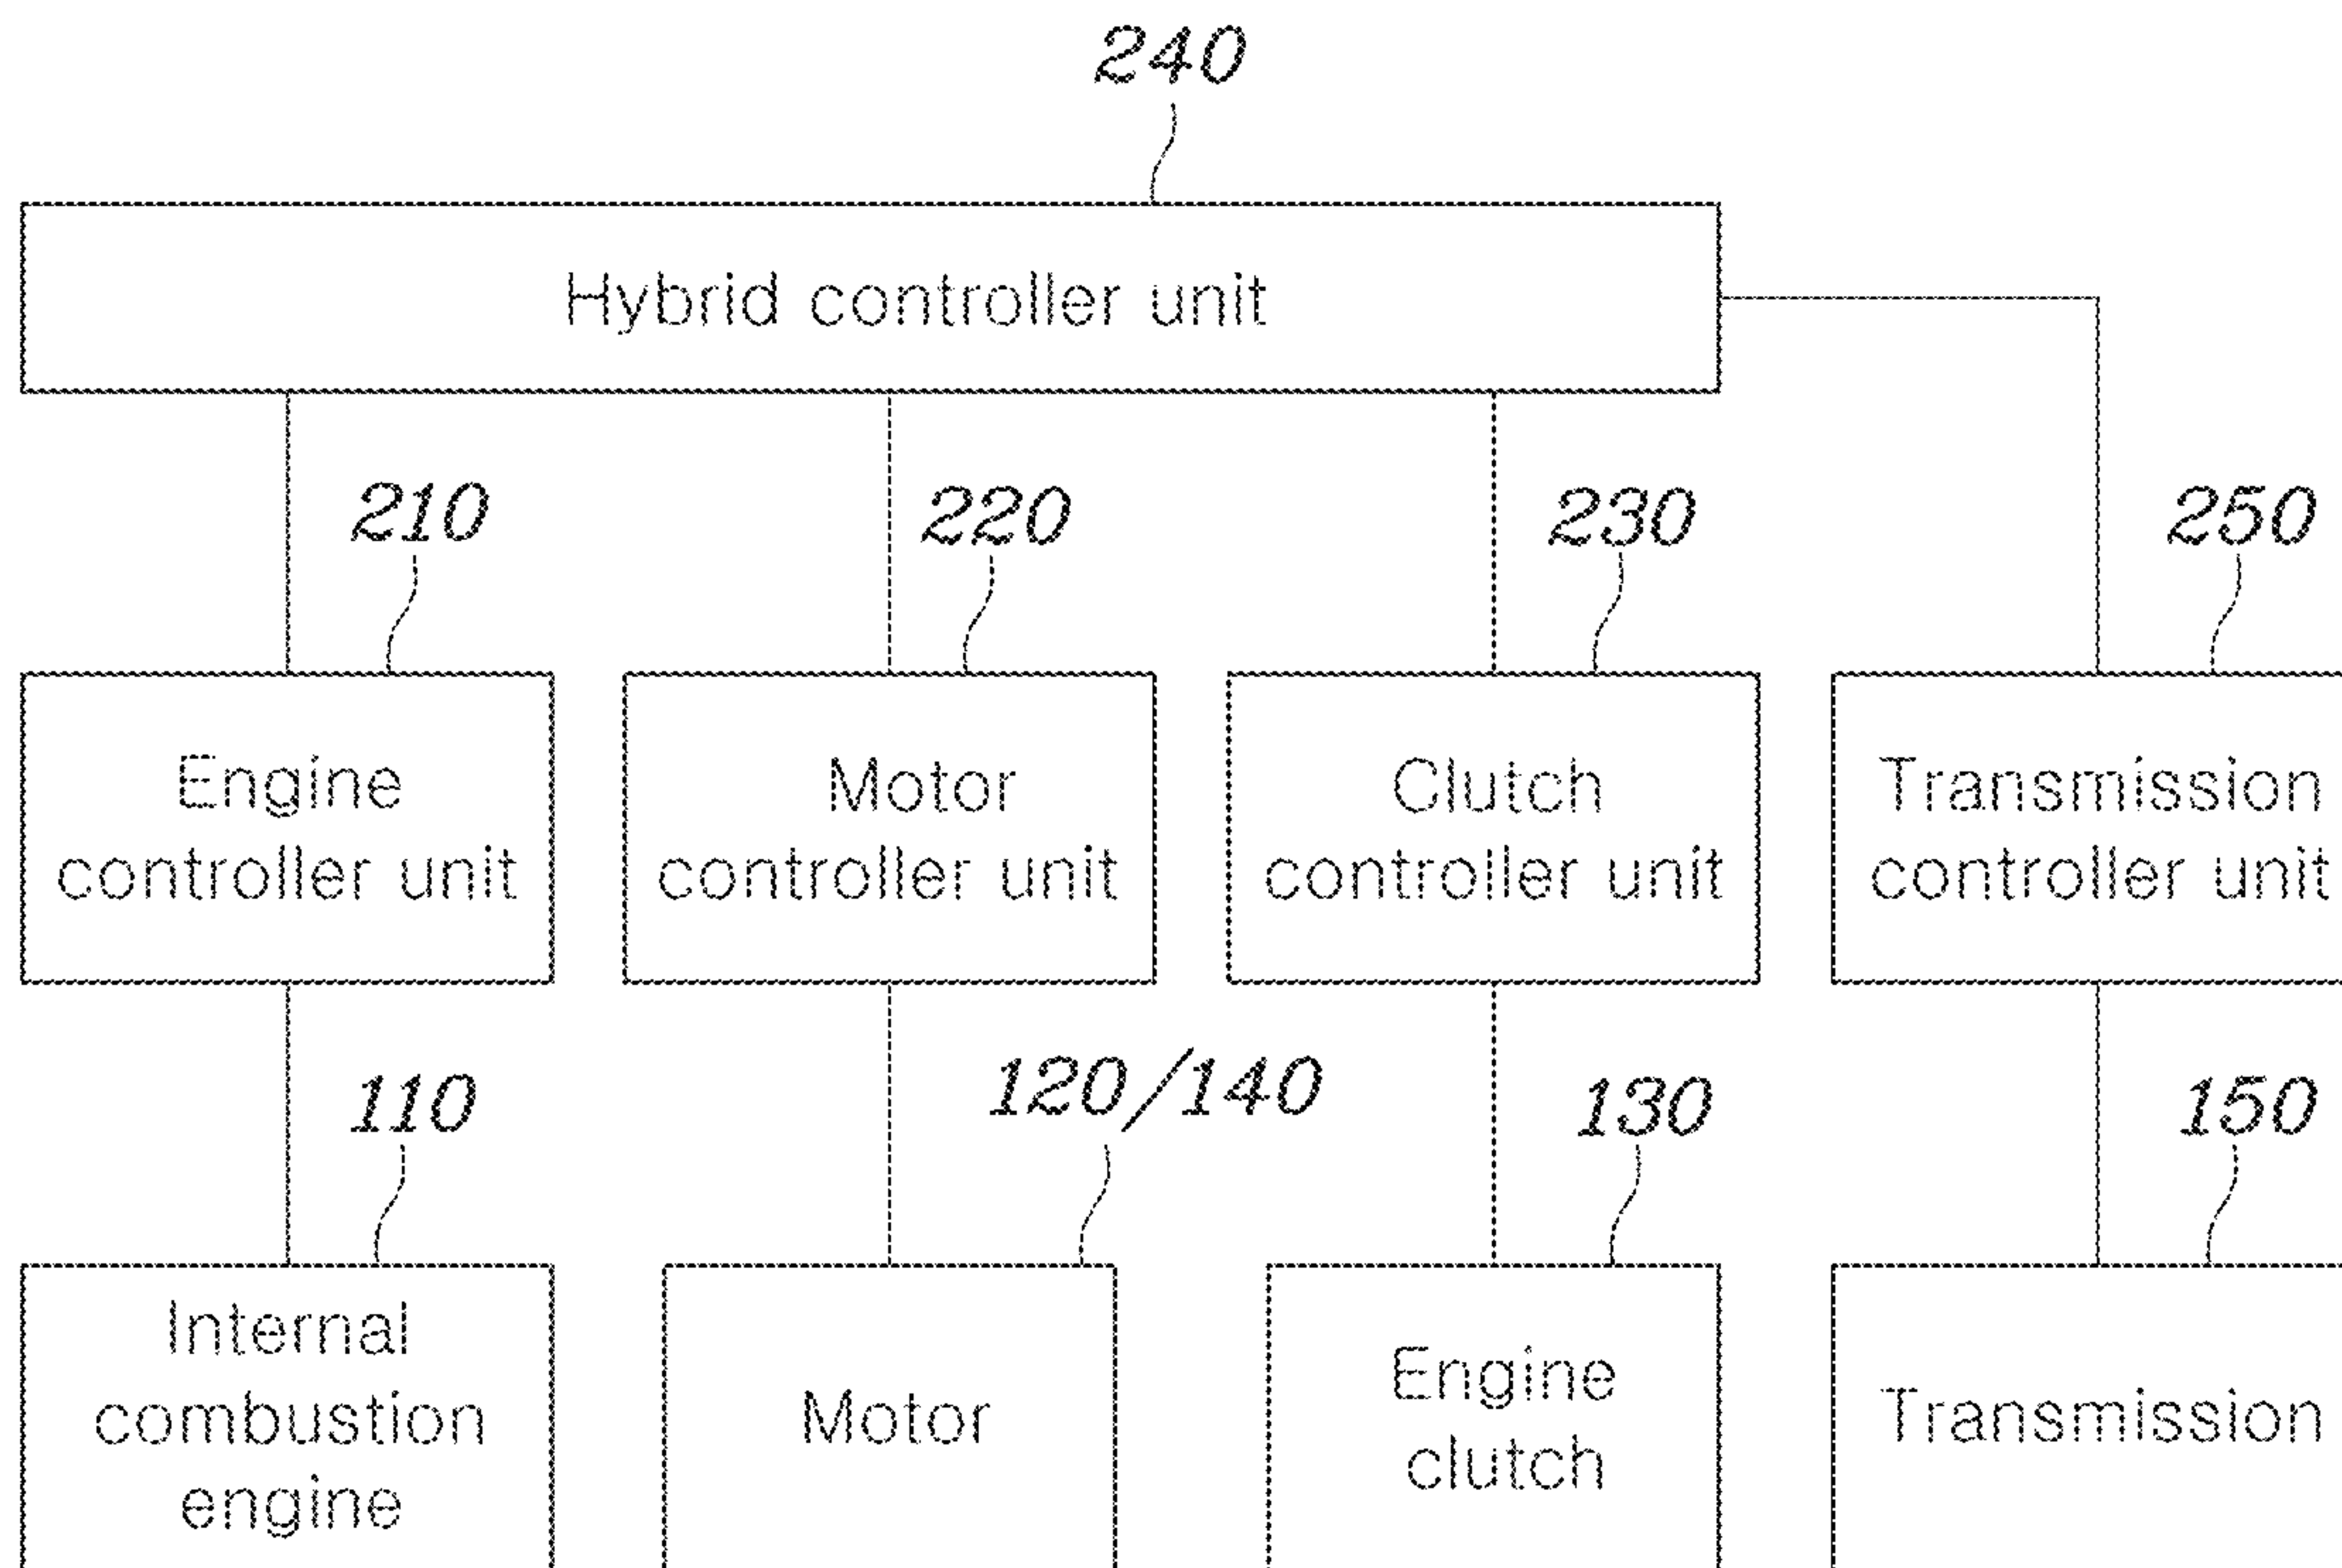 240
Hybrid controller unit
210
220
230
250
Engine
controller unit
Motor
controller unit
Clutch
controller unit
Transmission
controller unit
110
120/140
130
150
Internal
combustion
engine
Motor
Engine
clutch
Transmission